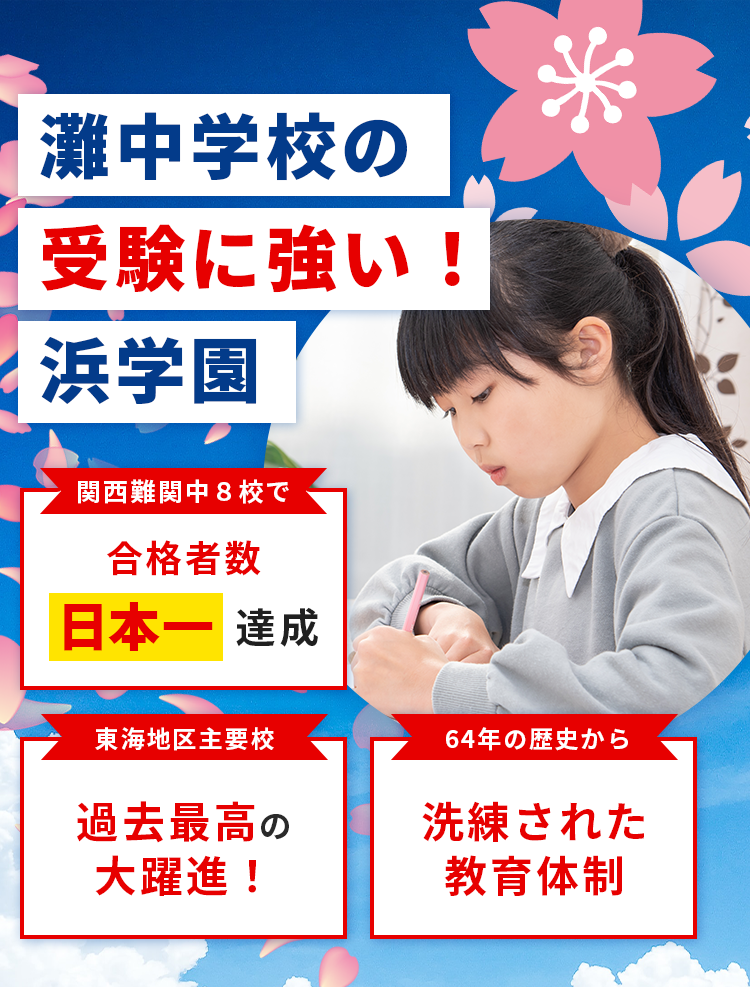 灘中学校の
受験に強い！
浜学園
関西難関中８校で
合格者数
日本一 達成
東海地区主要校
過去最高の
大躍進！
64年の歴史から
洗練された
教育体制